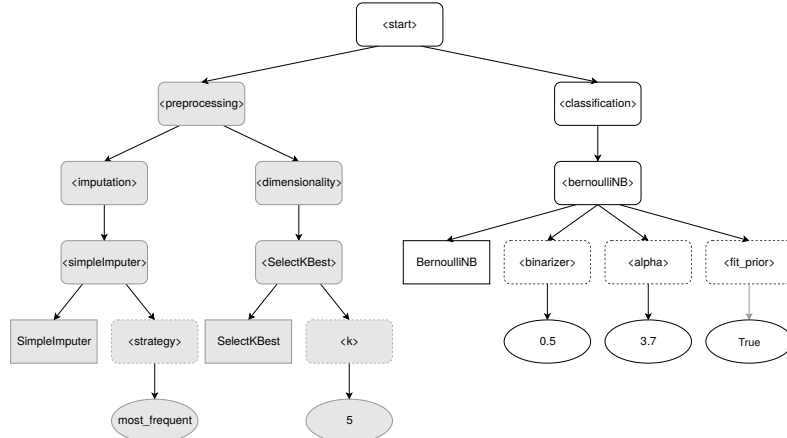 <start>
<preprocessing>
<classification>
<imputation>
<dimensionality>
<bernoulliNB>
<simpleImputer>
<SelectKBest>
BernoulliNB
<binarizer>
<alpha>
<fit_prior>
SimpleImputer
<strategy>
SelectKBest
<k>
0.5
3.7
True
most_frequent
5